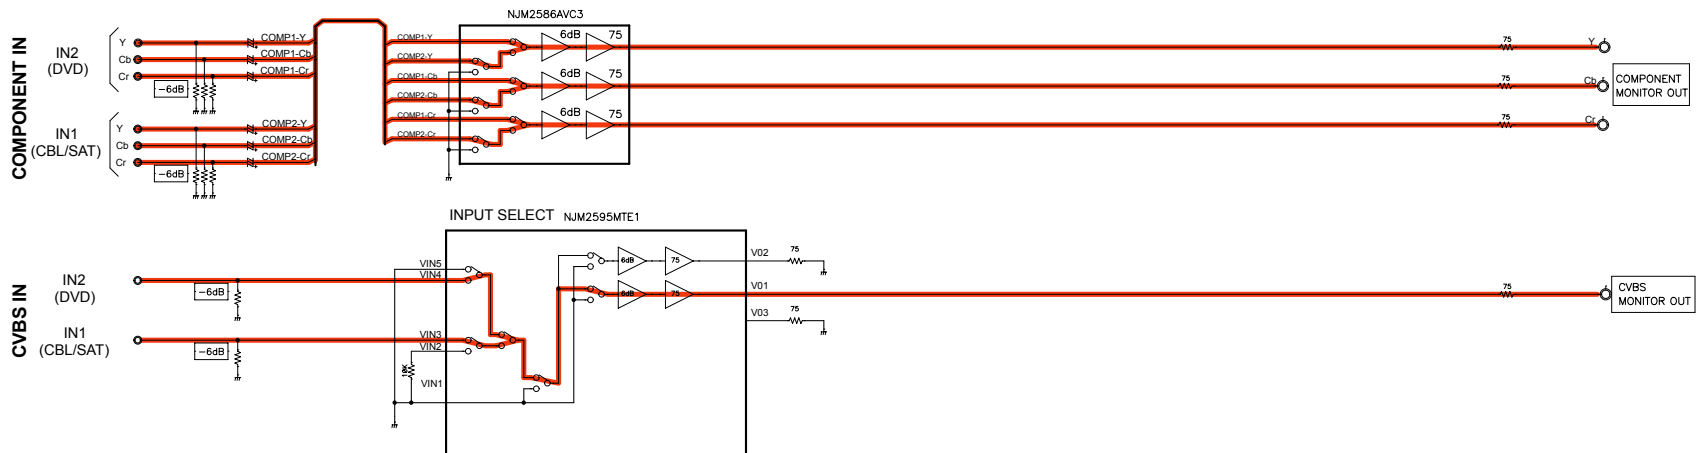 COMPONENT IN
IN2
(DVD)
Y
Cb
Cr
COMP1-Y
COMP1-Cb
COMP1-Cr
-6dB
IN1
(CBL/SAT)
Y
Cb
Cr
COMP2-Y
COMP2-Cb
COMP2-Cr
-6dB
NJM2586AVC3
COMP1-Y
COMP2-Y
COMP1-Cb
COMP2-Cb
COMP1-Cr
COMP2-Cr
6dB
75
6dB
75
6dB
75
75
Y
75
Cb
75
Cr
COMPONENT
MONITOR OUT
INPUT SELECT NJM2595MTE1
CVBS IN
IN2
(DVD)
-6dB
IN1
(CBL/SAT)
-6dB
VIN5
VIN4
VIN3
VIN2
10K
VIN1
6dB
75
V02
75
6dB
75
V01
75
V03
75
CVBS
MONITOR OUT